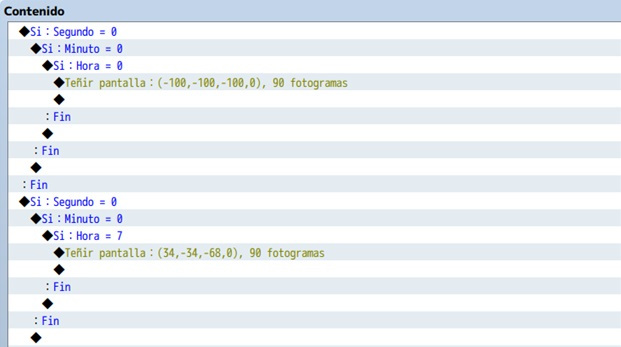 Contenido
◆Si：Segundo = 0
◆Si：Minuto = 0
◆Si：Hora = 0
◆Teñir pantalla：(-100,-100,-100,0), 90 fotogramas
◆
：Fin
◆
：Fin
◆
：Fin
◆Si：Segundo = 0
◆Si：Minuto = 0
◆Si：Hora = 7
◆Teñir pantalla：(34,-34,-68,0), 90 fotogramas
◆
：Fin
◆
：Fin
◆